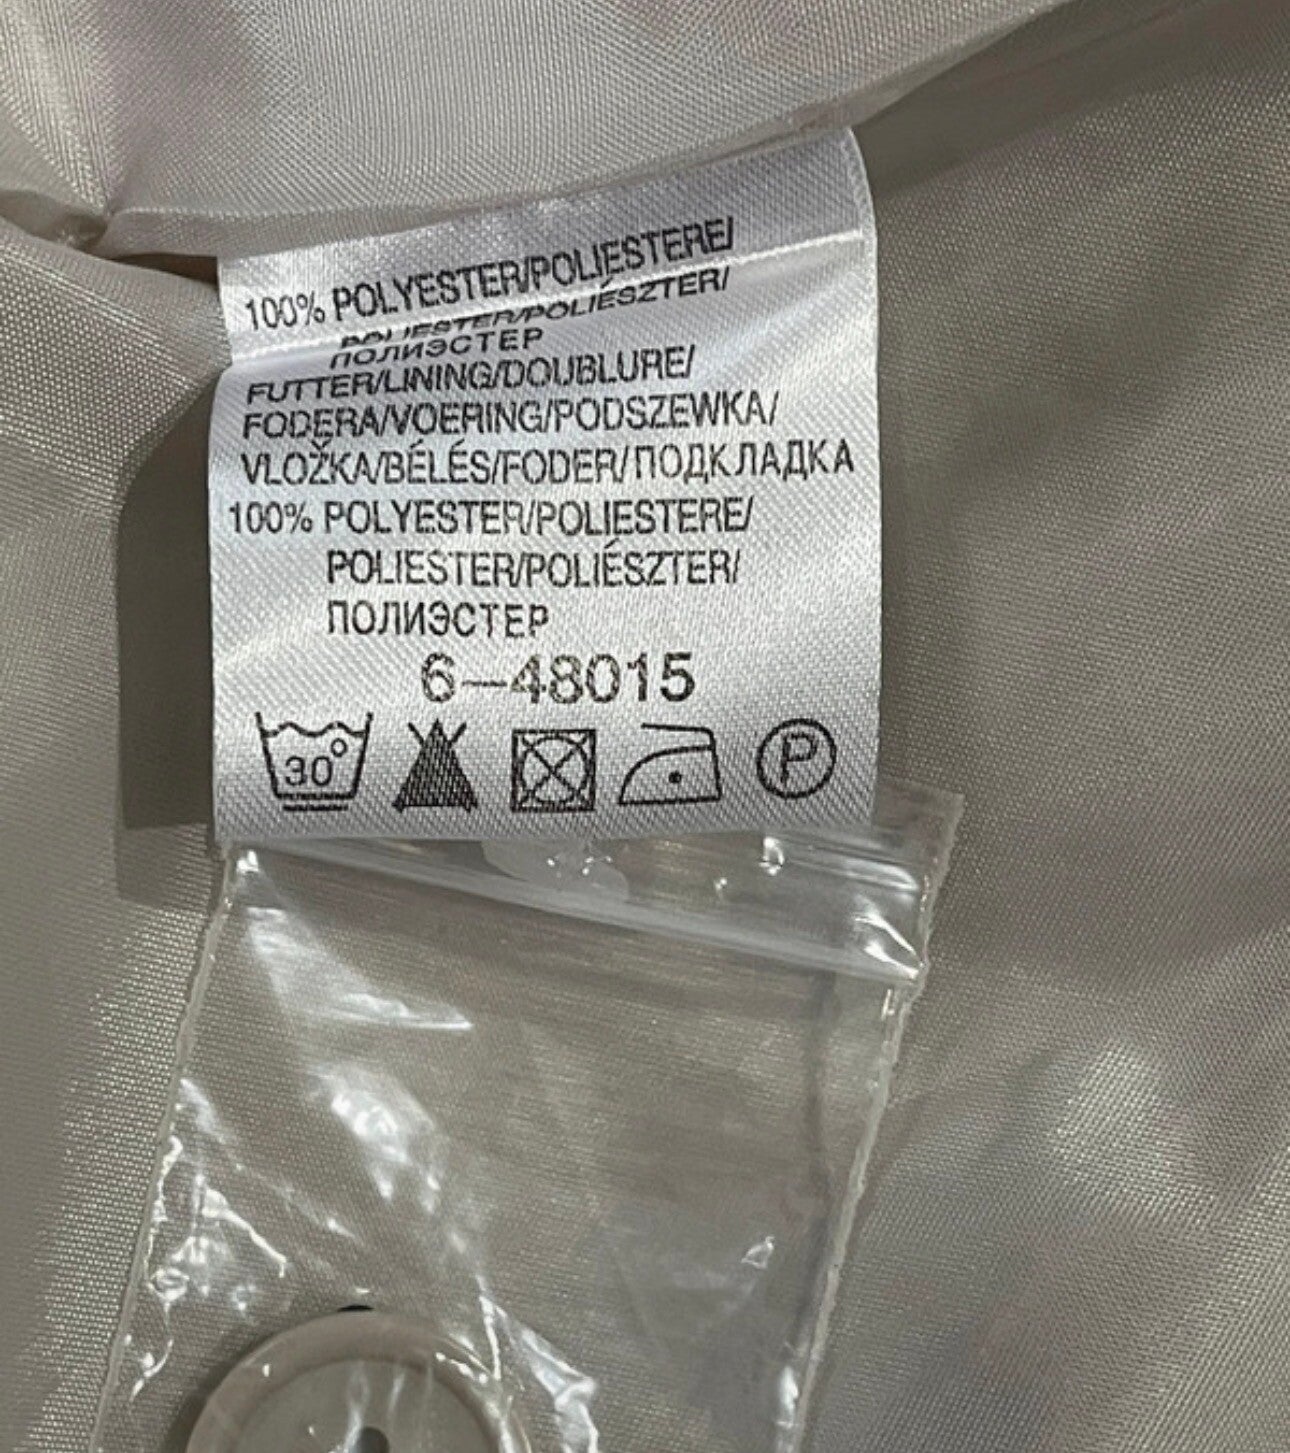 100% POLYESTER/POLIESTERE/
POLIESTER/POLIÉSZTER/
ПОЛИЭСТЕР
FUTTER/LINING/DOUBLURE/
FODERA/VOERING/PODSZEWKA/
VLOŽKA/BÉLÉS/FODER/ПОДКЛАДКА
100% POLYESTER/POLIESTERE/
POLIESTER/POLIÉSZTER/
ПОЛИЭСТЕР
6-48015
30° P